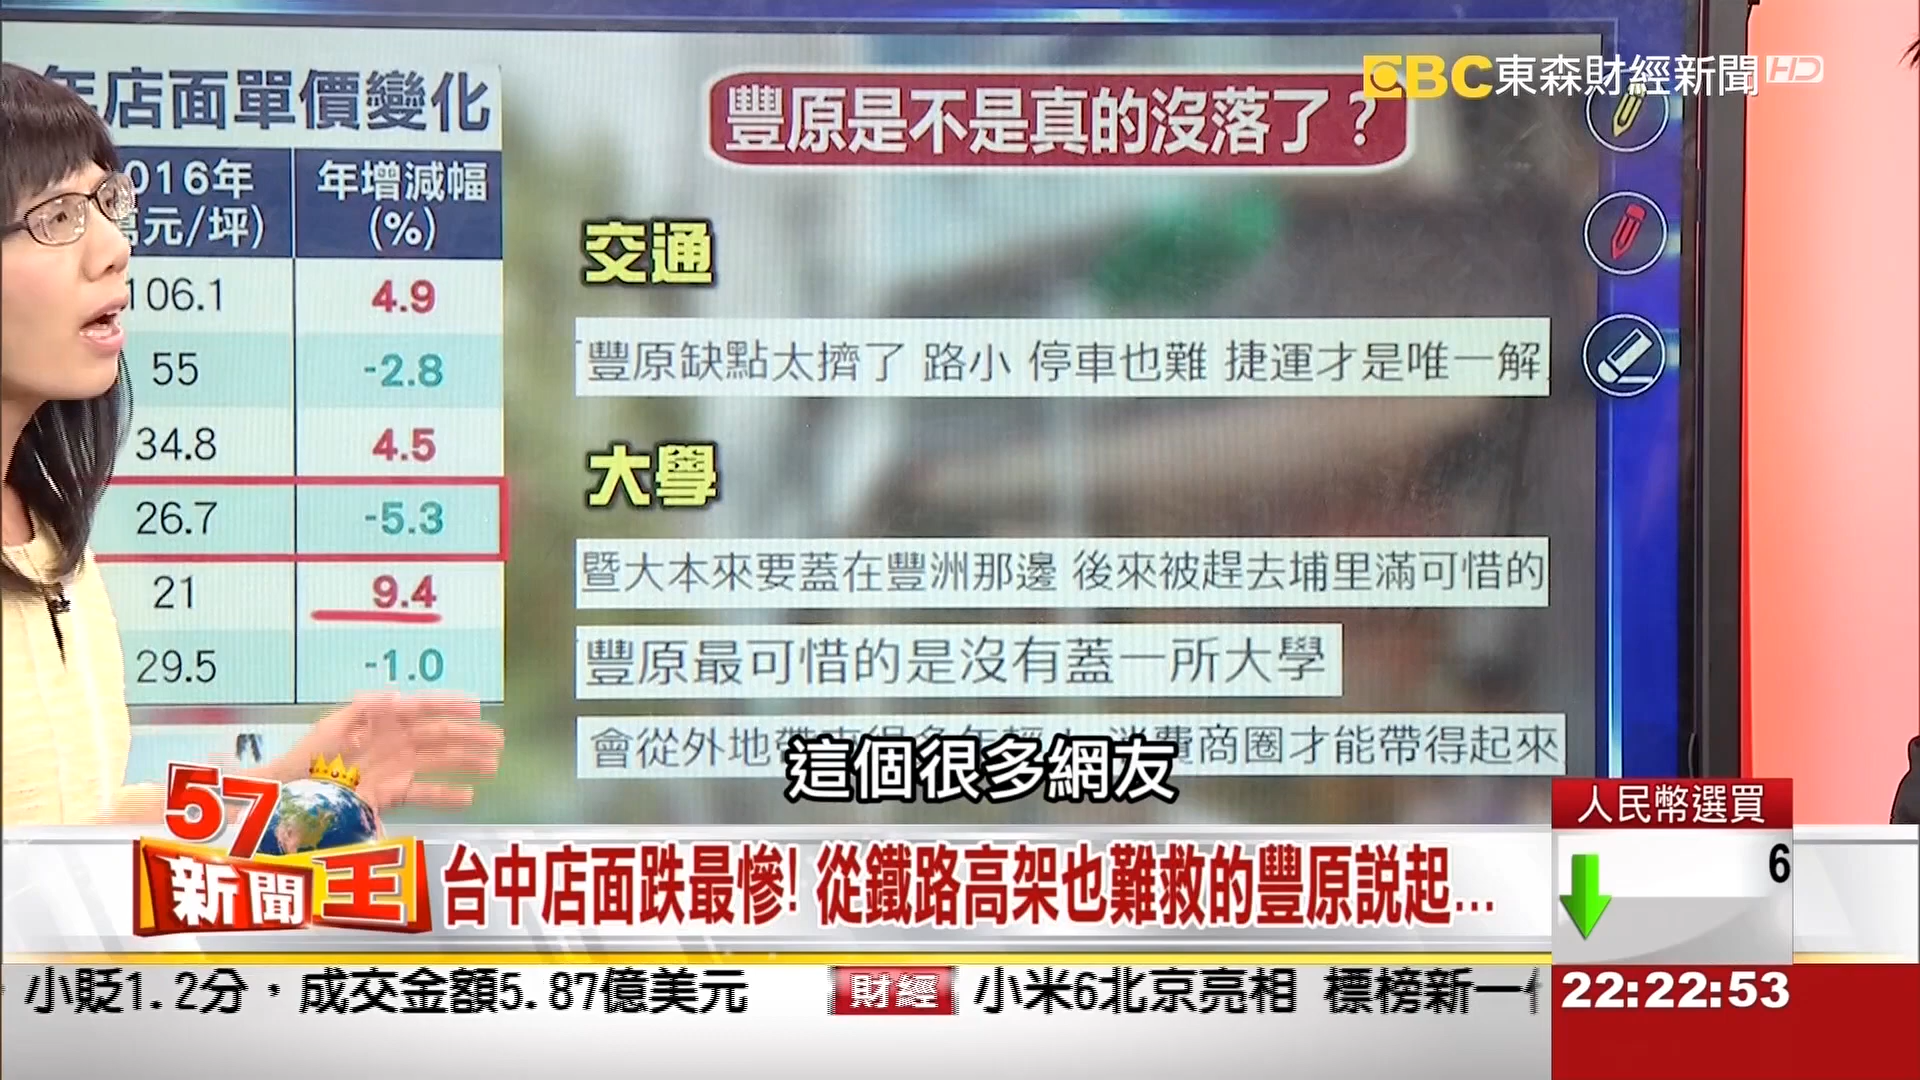 EBC東森財經新聞HD
年店面單價變化
016年
萬元/坪)
年增減幅
(%)
106.1 4.9
55 -2.8
34.8 4.5
26.7 -5.3
21 9.4
29.5 -1.0
豐原是不是真的沒落了？
交通
豐原缺點太擠了 路小 停車也難 捷運才是唯一解
大學
暨大本來要蓋在豐洲那邊 後來被趕去埔里滿可惜的
豐原最可惜的是沒有蓋一所大學
會從外地 消費商圈才能帶得起來
這個很多網友
57新聞王
台中店面跌最慘! 從鐵路高架也難救的豐原説起...
人民幣選買
6
小貶1.2分，成交金額5.87億美元 財經 小米6北京亮相 標榜新一
22:22:53